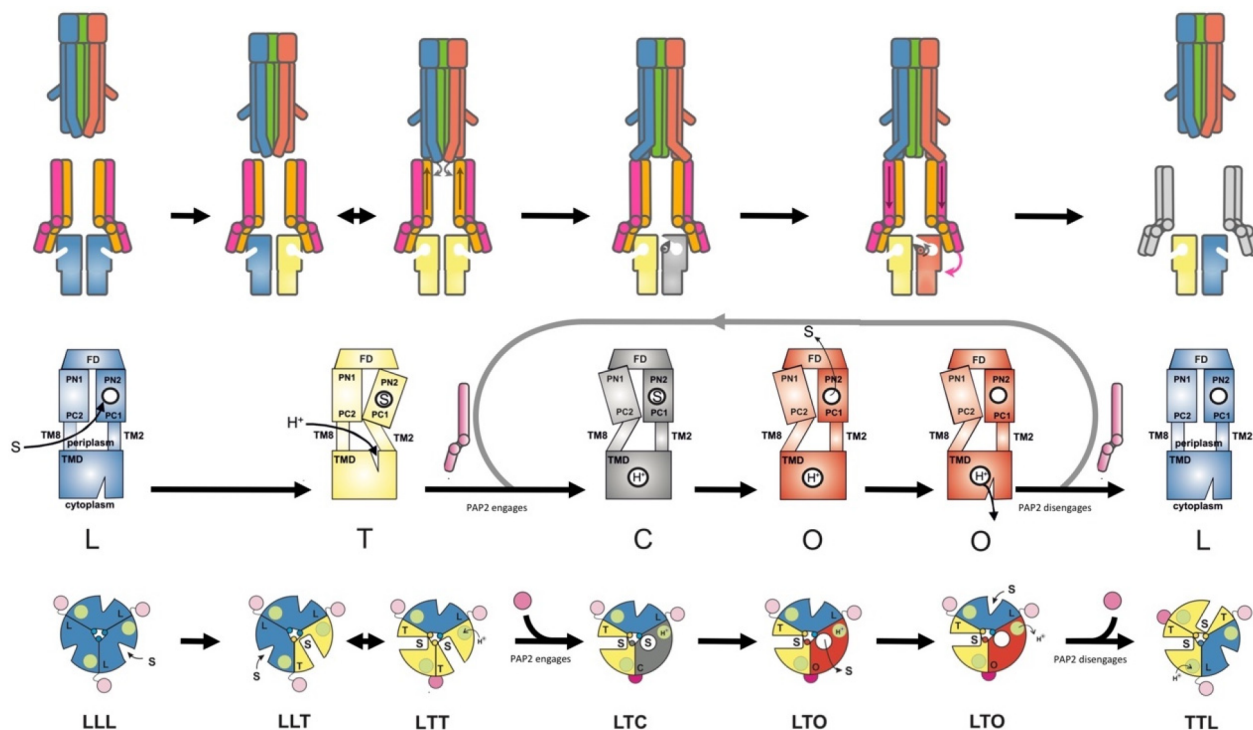 FD
PN1
PN2
PC2
PC1
TM8
TM2
periplasm
S
TMD
cytoplasm
L
FD
PN1
PN2
S
PC2
PC1
H⁺
TM8
TM2
TMD
T
PAP2 engages
FD
PN1
PN2
S
PC2
PC1
TM8
TM2
TMD
H⁺
C
S
FD
PN1
PN2
PC2
PC1
TM8
TM2
TMD
H⁺
O
FD
PN1
PN2
PC2
PC1
TM8
TM2
TMD
H⁺
O
PAP2 disengages
FD
PN1
PN2
PC2
PC1
TM8
TM2
periplasm
TMD
cytoplasm
L
L
L
L
S
LLL
L
L
S
T
S
LLT
T
L
S
S
H⁺
T
LTT
PAP2 engages
T
L
H⁺
S
S
C
LTC
T
L
H⁺
S
O
S
LTO
S
T
L
H⁺
S
O
LTO
PAP2 disengages
T
T
S
S
L
H⁺
TTL